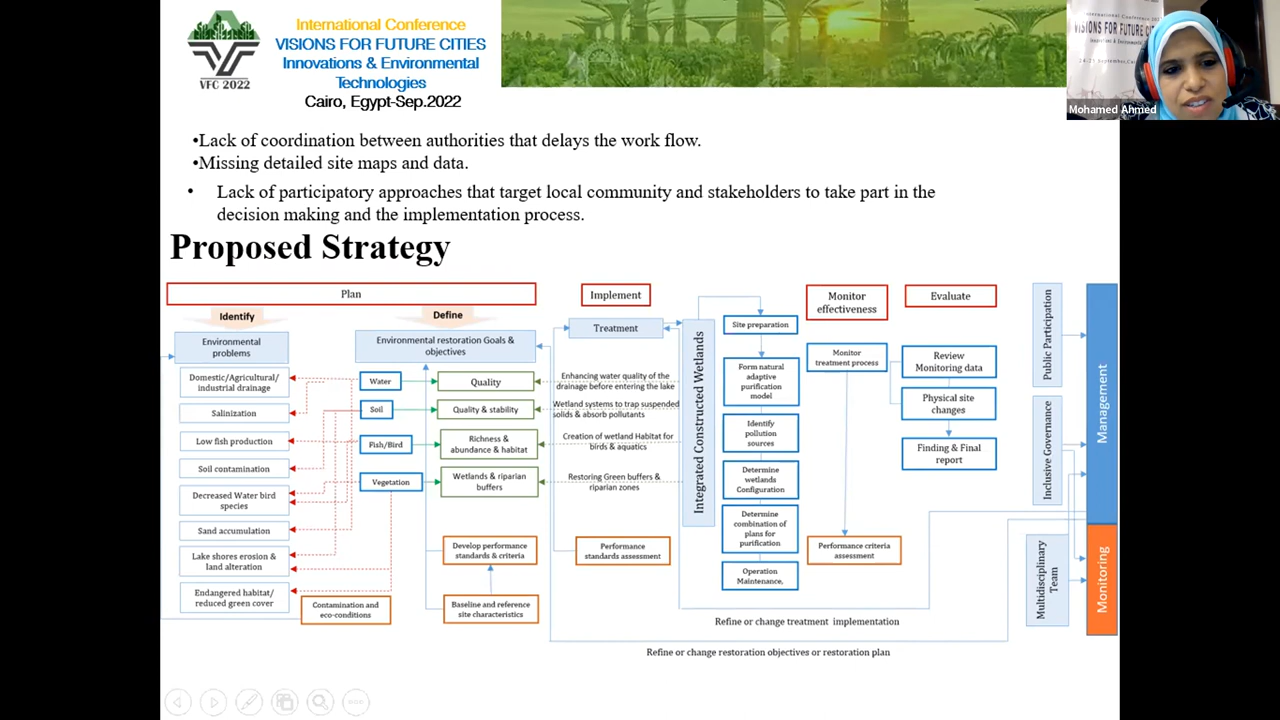 International Conference
VISIONS FOR FUTURE CITIES
Innovations & Environmental
Technologies
Cairo, Egypt-Sep.2022
VFC 2022
International Conference
VISIONS FOR FUTURE
Mohamed Ahmed
•Lack of coordination between authorities that delays the work flow.
•Missing detailed site maps and data.
• Lack of participatory approaches that target local community and stakeholders to take part in the
decision making and the implementation process.
Proposed Strategy
Plan
Identify
Define
Environmental
problems
Domestic/Agricultural/
industrial drainage
Salinization
Low fish production
Soil contamination
Decreased Water bird
species
Sand accumulation
Lake shores erosion &
land alteration
Endangered habitat/
reduced green cover
Contamination and
eco-conditions
Environmental restoration Goals &
objectives
Water
Quality
Soil
Quality & stability
Fish/Bird
Richness &
abundance & habitat
Vegetation
Wetlands & riparian
buffers
Develop performance
standards & criteria
Baseline and reference
site characteristics
Implement
Treatment
Enhancing water quality of the
drainage before entering the lake
Wetland systems to trap suspended
solids & absorb pollutants
Creation of wetland Habitat for
birds & aquatics
Restoring Green buffers &
riparian zones
Performance
standards assessment
Integrated Constructed Wetlands
Site preparation
Form natural
adaptive
purification
model
Identify
pollution
sources
Determine
wetlands
Configuration
Determine
combination of
plans for
purification
Operation
Maintenance,
Monitor
effectiveness
Monitor
treatment process
Performance criteria
assessment
Evaluate
Review
Monitoring data
Physical site
changes
Finding & Final
report
Public Participation
Inclusive Governance
Multidisciplinary
Team
Management
Monitoring
Refine or change treatment implementation
Refine or change restoration objectives or restoration plan